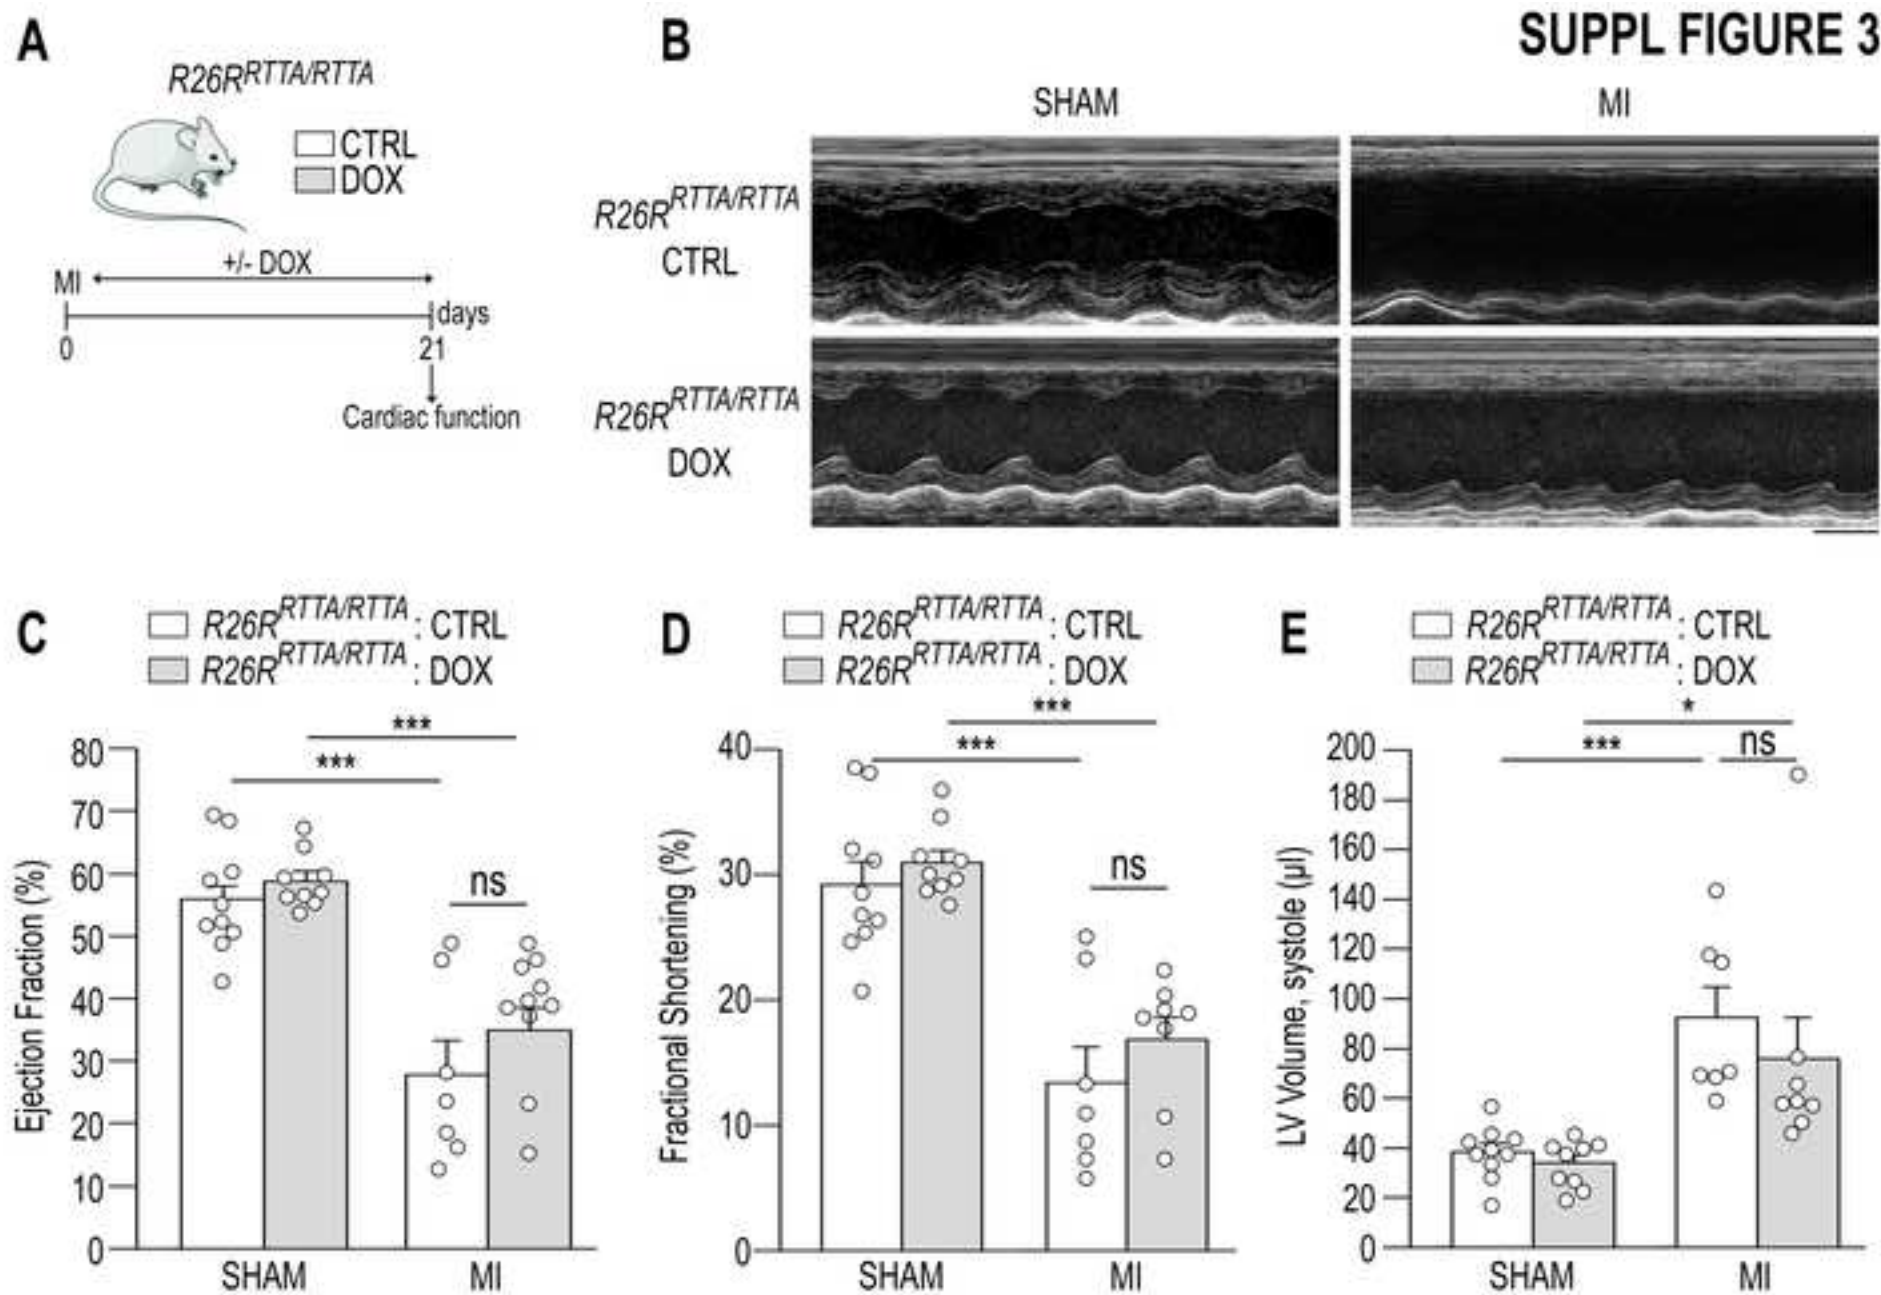 SUPPL FIGURE 3
A
R26R^RTTA/RTTA
CTRL
DOX
+/- DOX
MI
days
0
21
Cardiac function
B
SHAM
MI
R26R^RTTA/RTTA
CTRL
R26R^RTTA/RTTA
DOX
C
R26R^RTTA/RTTA : CTRL
R26R^RTTA/RTTA : DOX
***
***
ns
Ejection Fraction (%)
80
70
60
50
40
30
20
10
0
SHAM
MI
D
R26R^RTTA/RTTA : CTRL
R26R^RTTA/RTTA : DOX
***
***
ns
Fractional Shortening (%)
40
30
20
10
0
SHAM
MI
E
R26R^RTTA/RTTA : CTRL
R26R^RTTA/RTTA : DOX
*
***
ns
LV Volume, systole (µl)
200
180
160
140
120
100
80
60
40
20
0
SHAM
MI